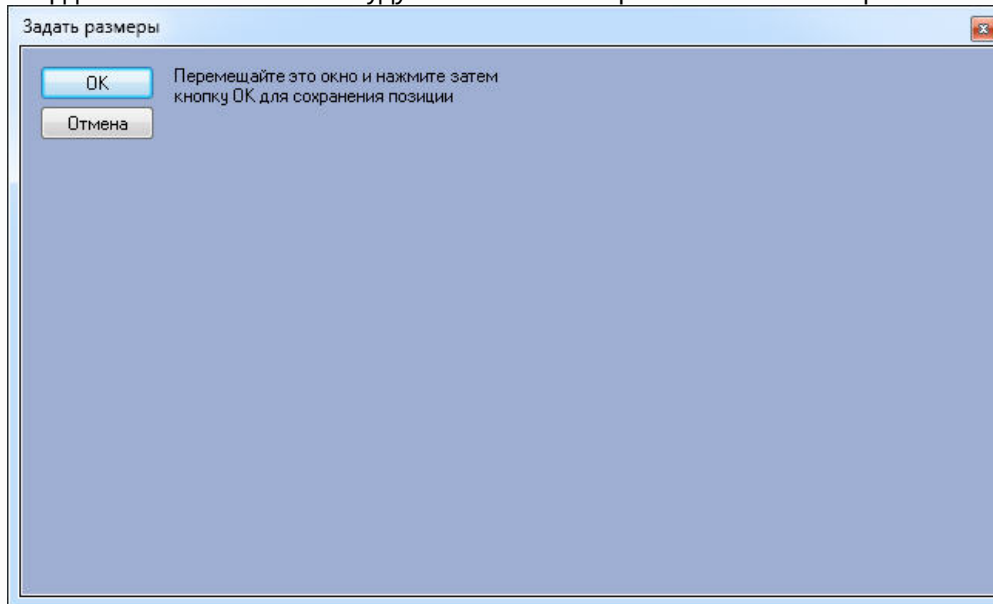 Задать размеры
OK
Перемещайте это окно и нажмите затем
кнопку OK для сохранения позиции
Отмена